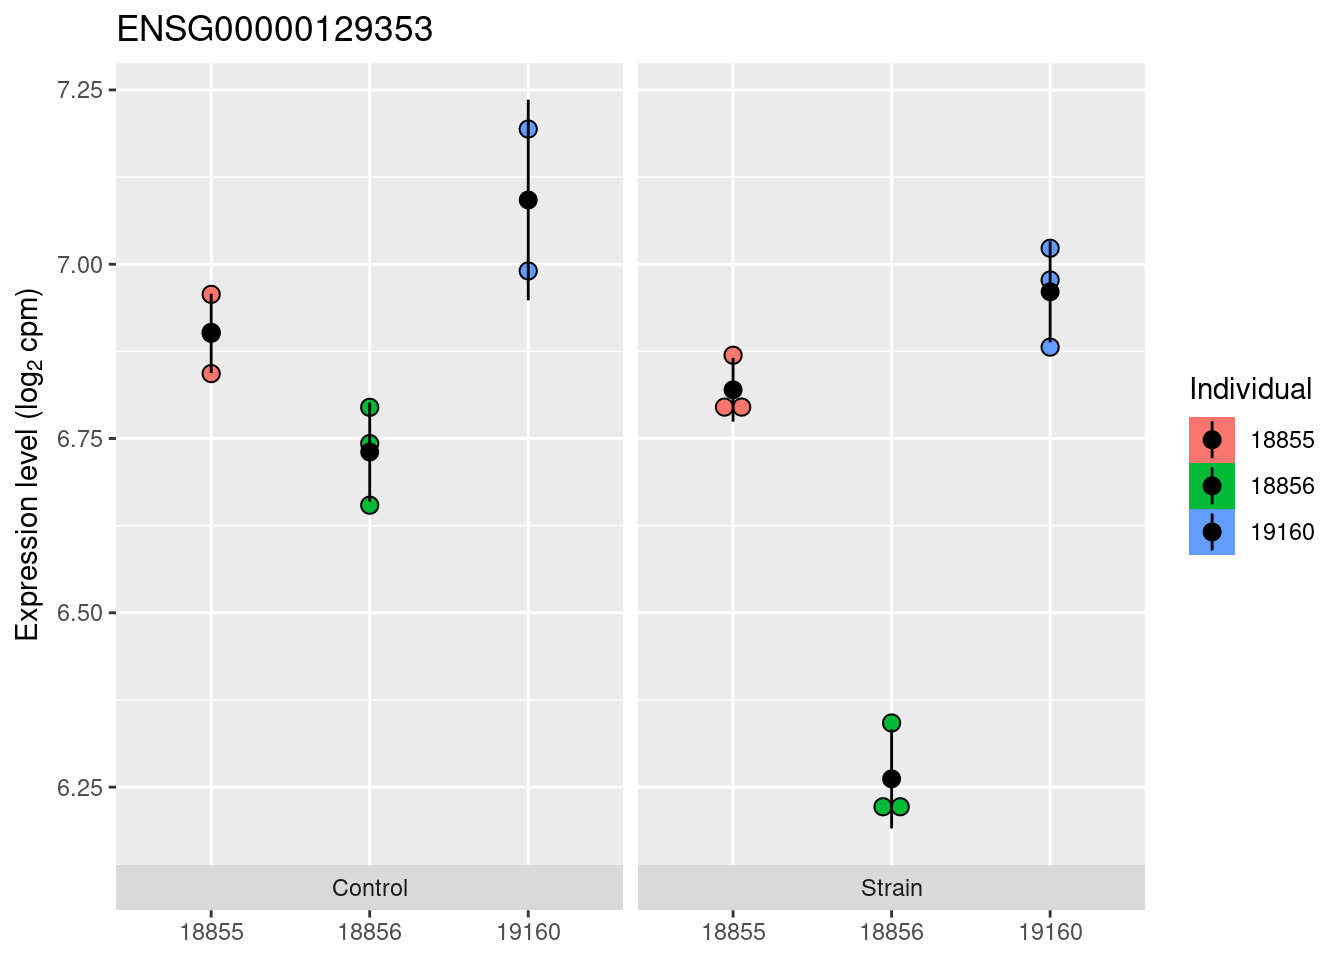 ENSG00000129353
Expression level (log₂ cpm)
7.25
7.00
6.75
6.50
6.25
Control
Strain
18855
18856
19160
18855
18856
19160
Individual
18855
18856
19160